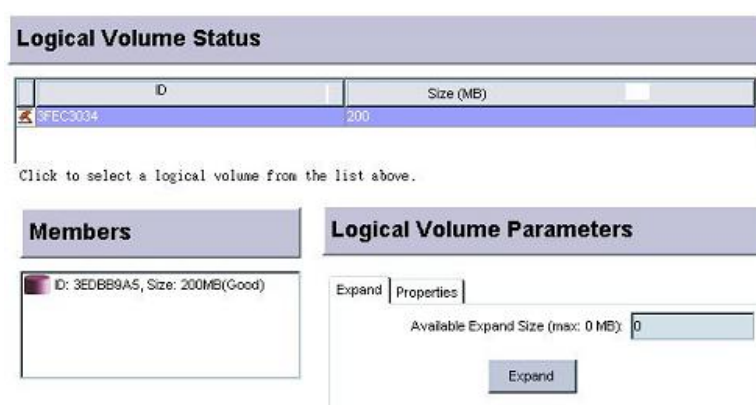 Logical Volume Status
ID Size (MB)
3FEC3034 200
Click to select a logical volume from the list above.
Members
ID: 3EDBB9A5, Size: 200MB(Good)
Logical Volume Parameters
Expand Properties
Available Expand Size (max: 0 MB): 0
Expand